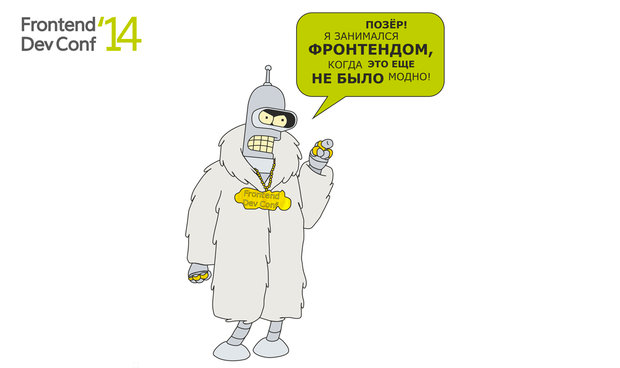 Frontend '14
Dev Conf
ПОЗЁР!
Я ЗАНИМАЛСЯ
ФРОНТЕНДОМ,
КОГДА ЭТО ЕЩЕ
НЕ БЫЛО МОДНО!
Frontend
Dev Conf